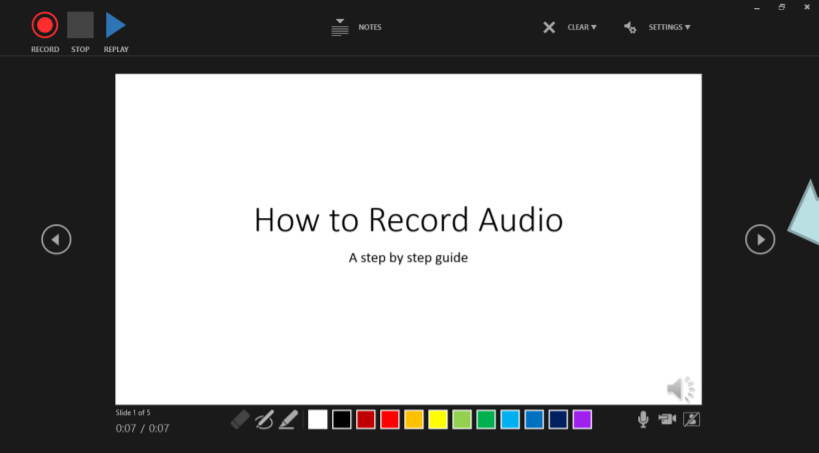 RECORD STOP REPLAY
NOTES
CLEAR
SETTINGS
How to Record Audio
A step by step guide
Slide 1 of 5
0:07 / 0:07